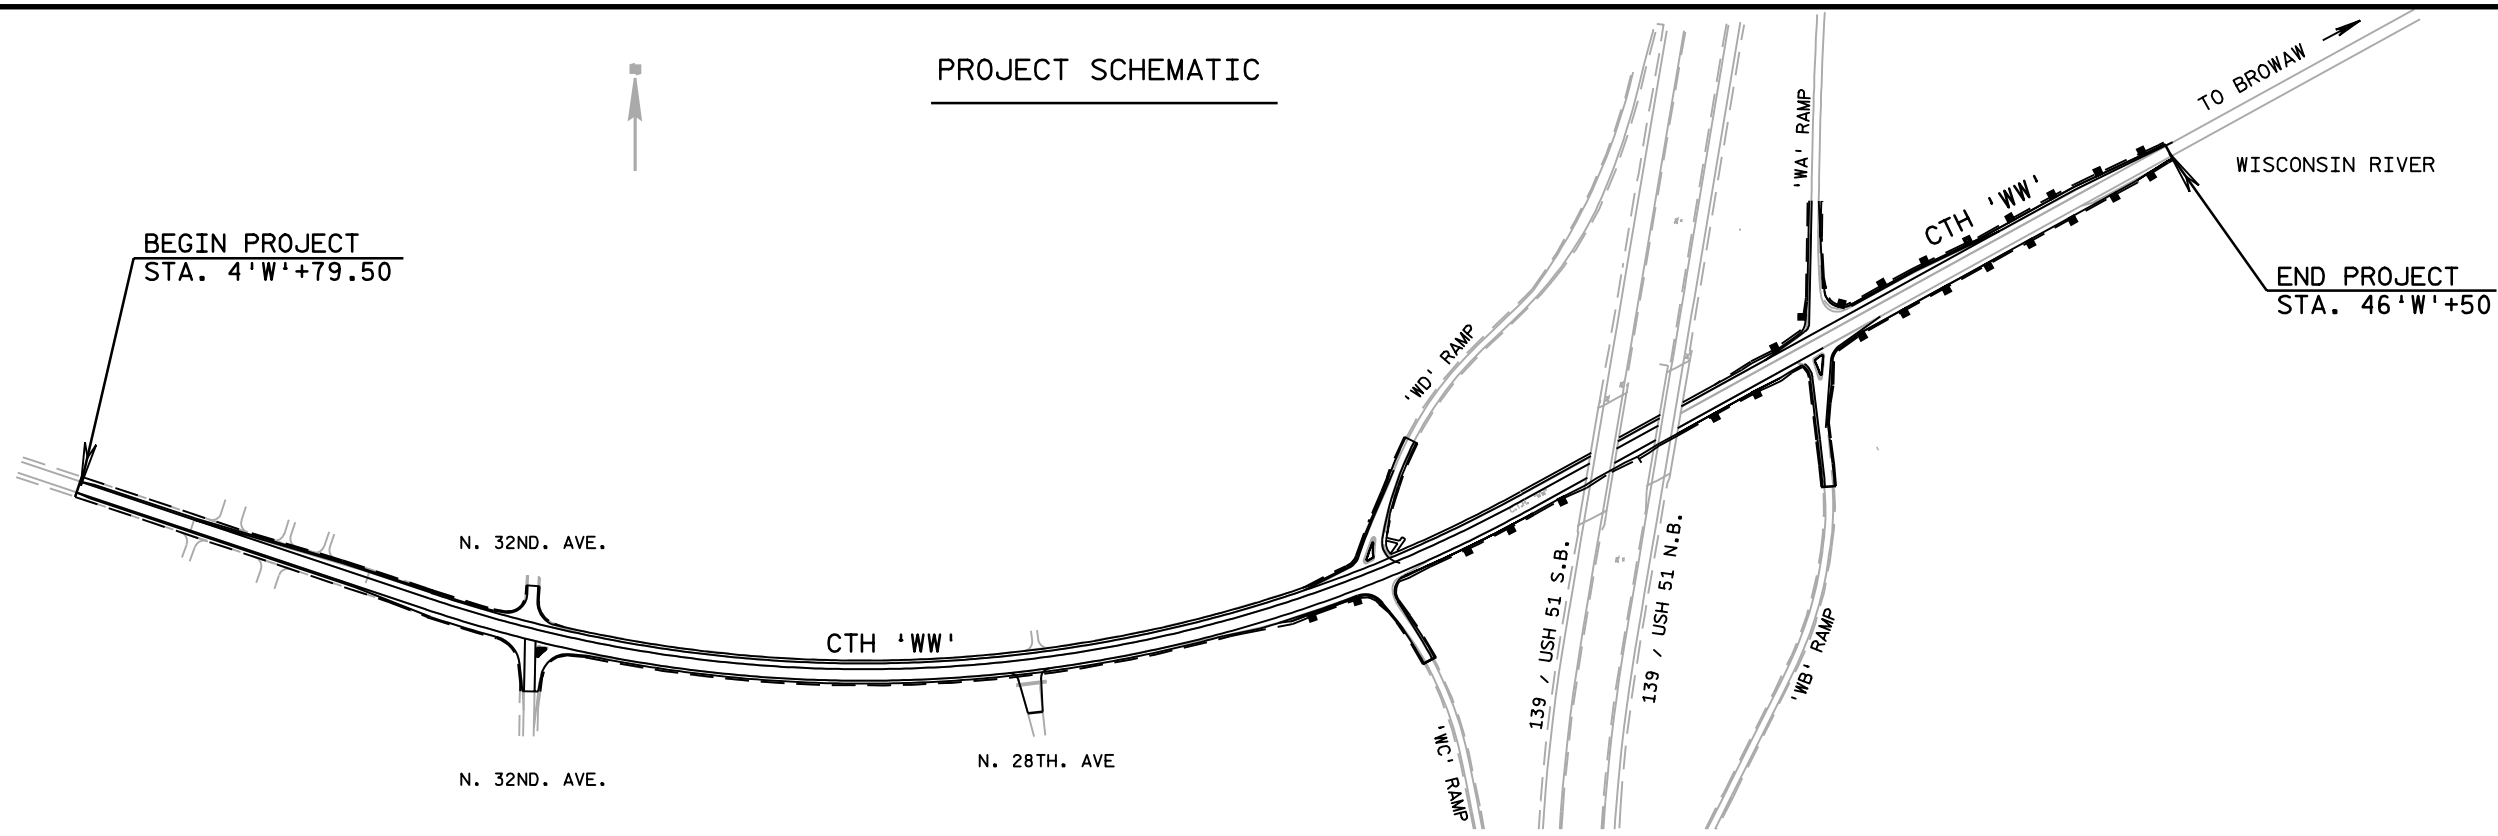 PROJECT SCHEMATIC
TO BROWAW
'WA' RAMP
WISCONSIN RIVER
CTH 'WW'
BEGIN PROJECT
STA. 4'W'+79.50
END PROJECT
STA. 46'W'+50
'WD' RAMP
N. 32ND. AVE.
139 / USH 51 S.B.
139 / USH 51 N.B.
CTH 'WW'
'WB' RAMP
N. 28TH. AVE
'WC' RAMP
N. 32ND. AVE.